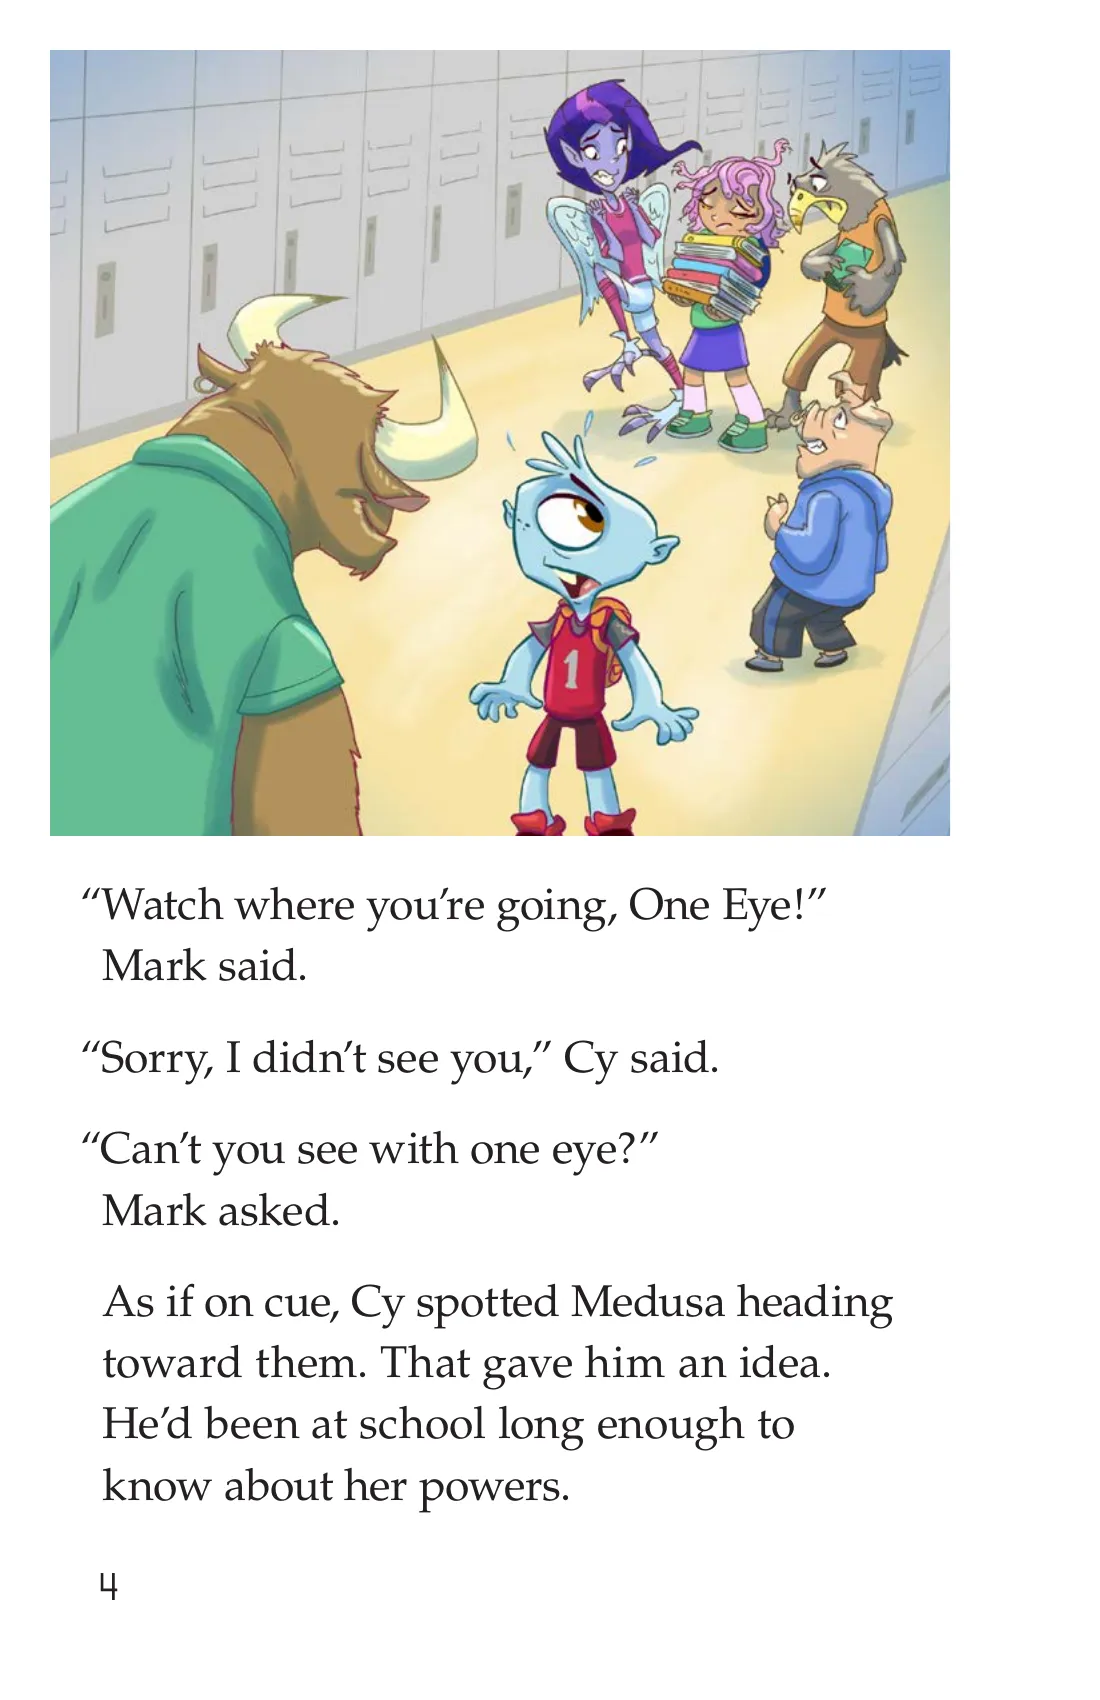 1
“Watch where you’re going, One Eye!”
Mark said.
“Sorry, I didn’t see you,” Cy said.
“Can’t you see with one eye?”
Mark asked.
As if on cue, Cy spotted Medusa heading
toward them. That gave him an idea.
He’d been at school long enough to
know about her powers.
4